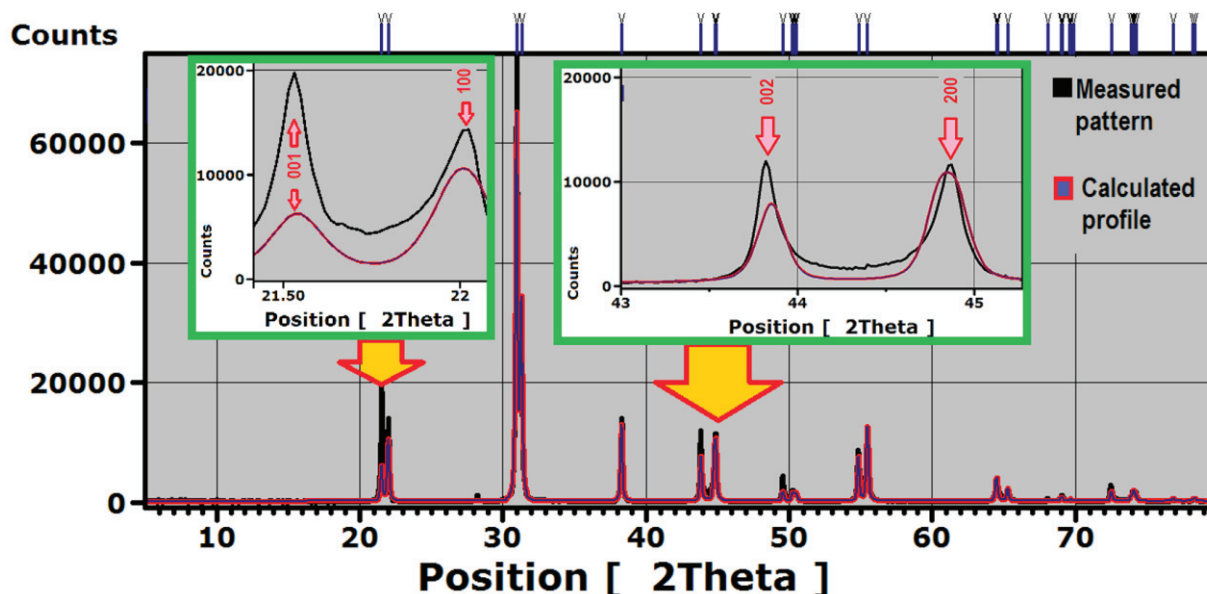 Counts
60000
40000
20000
0
10 20 30 40 50 60 70
Position [ 2Theta ]
20000
10000
0
Counts
001
100
21.50 22
Position [ 2Theta ]
20000
10000
0
Counts
002
200
43 44 45
Position [ 2Theta ]
Measured
pattern
Calculated
profile